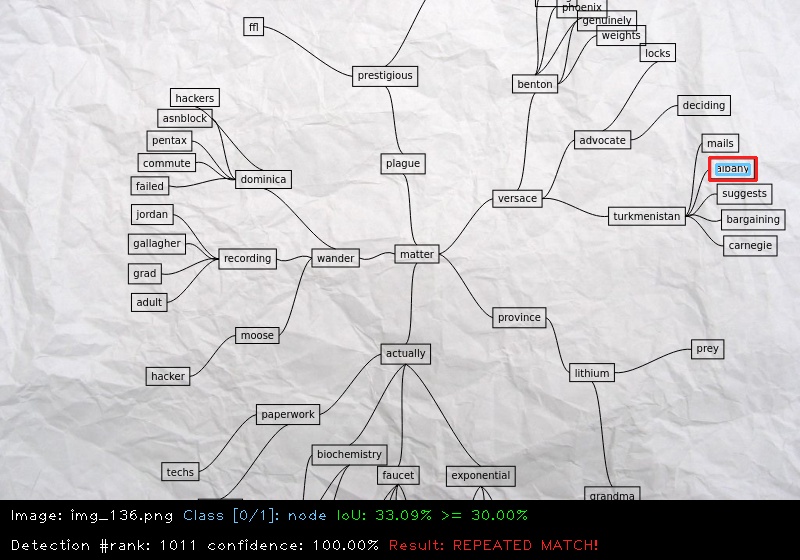 phoenix
genuinely
ffl
weights
locks
prestigious
benton
hackers
deciding
asnblock
pentax
advocate
mails
commute
plague
albany
dominica
failed
suggests
versace
jordan
turkmenistan
bargaining
gallagher
carnegie
recording
wander
matter
grad
adult
province
moose
actually
prey
hacker
lithium
paperwork
biochemistry
techs
faucet
exponential
grandma
Image: img_136.png Class [0/1]: node IoU: 33.09% >= 30.00%
Detection #rank: 1011 confidence: 100.00% Result: REPEATED MATCH!